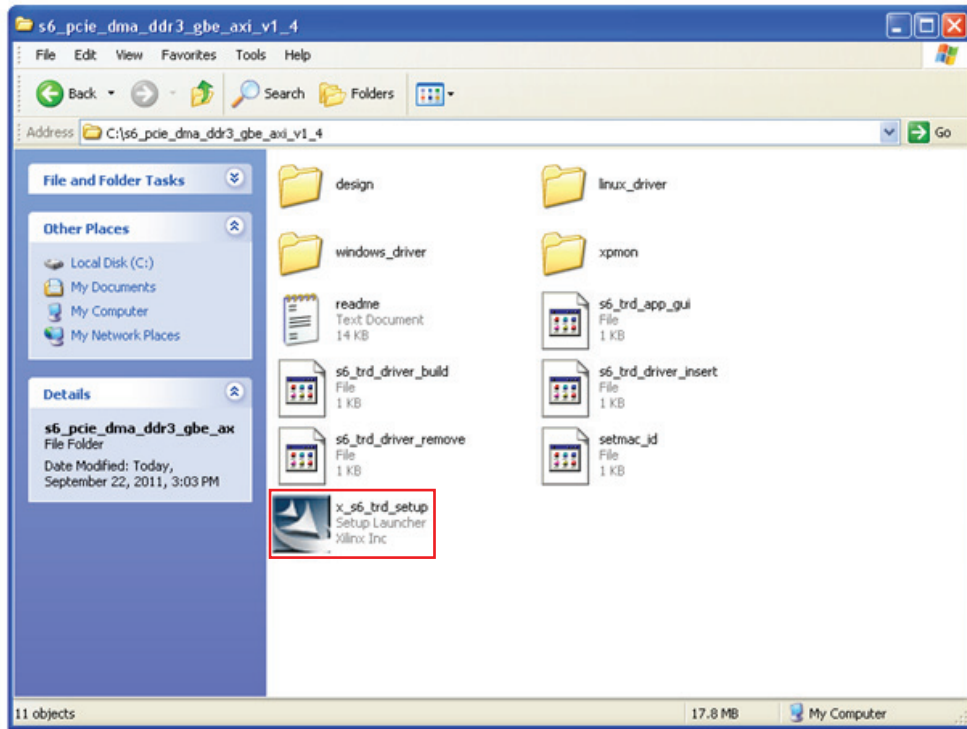 s6_pcie_dma_ddr3_gbe_axi_v1_4
File Edit View Favorites Tools Help
Back Search Folders
Address C:\s6_pcie_dma_ddr3_gbe_axi_v1_4 Go
File and Folder Tasks
Other Places
Local Disk (C:)
My Documents
My Computer
My Network Places
Details
s6_pcie_dma_ddr3_gbe_ax
File Folder
Date Modified: Today,
September 22, 2011, 3:03 PM
design
linux_driver
windows_driver
xpmon
readme
Text Document
14 KB
s6_trd_app_gui
File
1 KB
s6_trd_driver_build
File
1 KB
s6_trd_driver_insert
File
1 KB
s6_trd_driver_remove
File
1 KB
setmac_id
File
1 KB
x_s6_trd_setup
Setup Launcher
Xilinx Inc
11 objects
17.8 MB
My Computer